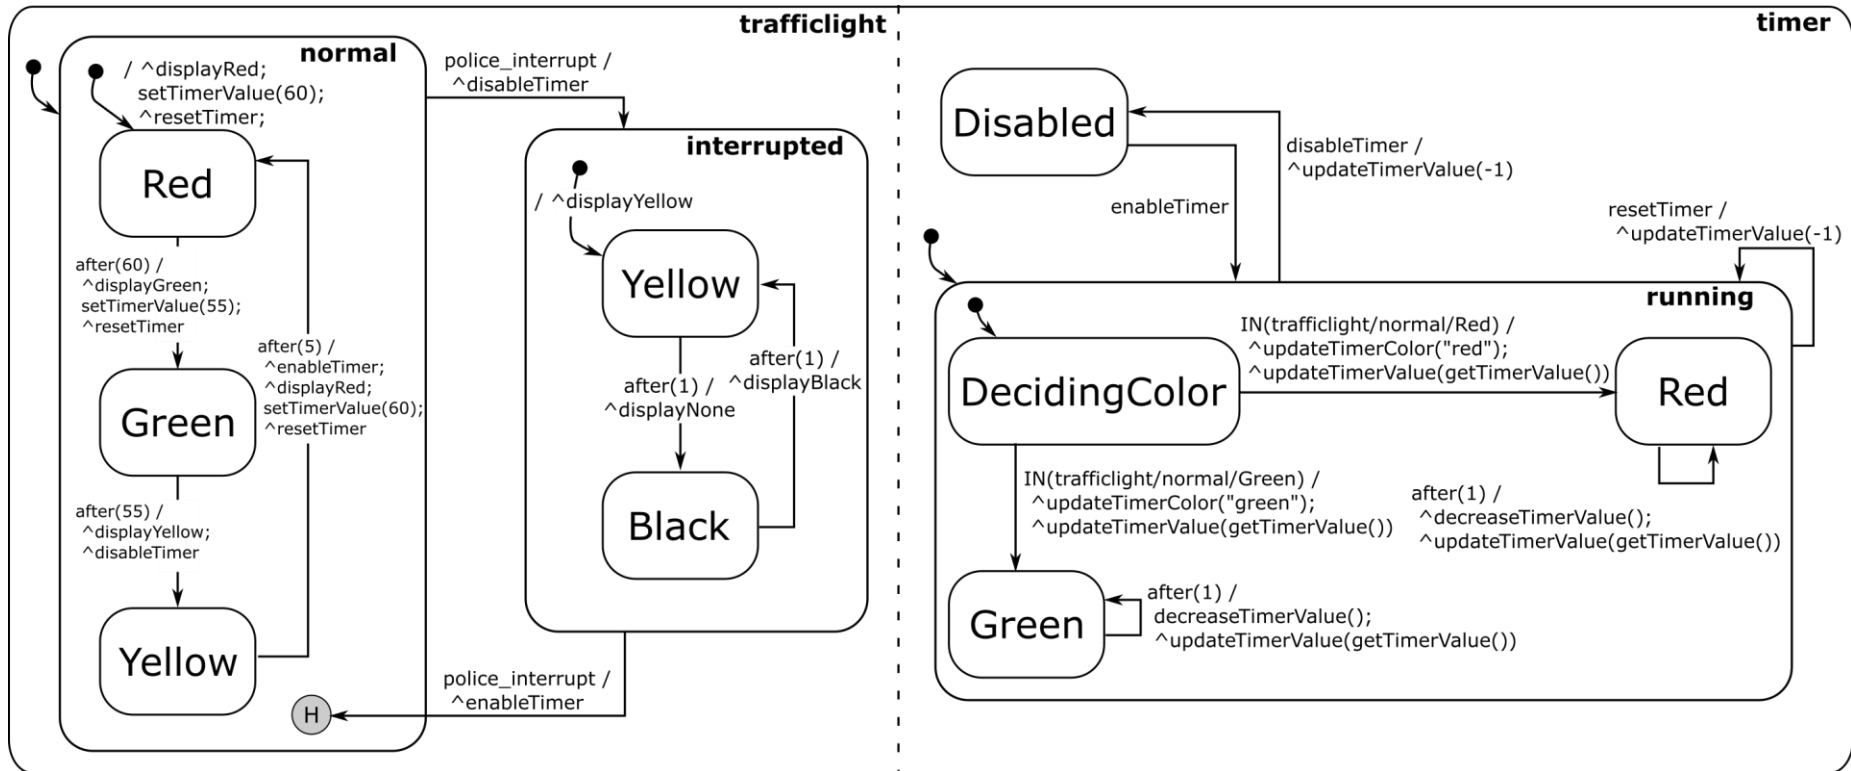 trafficlight
normal
/ ^displayRed;
setTimerValue(60);
^resetTimer;
Red
after(60) /
^displayGreen;
setTimerValue(55);
^resetTimer
Green
after(55) /
^displayYellow;
^disableTimer
Yellow
after(5) /
^enableTimer;
^displayRed;
setTimerValue(60);
^resetTimer
H
police_interrupt /
^disableTimer
interrupted
/ ^displayYellow
Yellow
after(1) /
^displayNone
after(1) /
^displayBlack
Black
police_interrupt /
^enableTimer
timer
Disabled
enableTimer
disableTimer /
^updateTimerValue(-1)
resetTimer /
^updateTimerValue(-1)
running
DecidingColor
IN(trafficlight/normal/Red) /
^updateTimerColor("red");
^updateTimerValue(getTimerValue())
Red
after(1) /
^decreaseTimerValue();
^updateTimerValue(getTimerValue())
IN(trafficlight/normal/Green) /
^updateTimerColor("green");
^updateTimerValue(getTimerValue())
Green
after(1) /
decreaseTimerValue();
^updateTimerValue(getTimerValue())